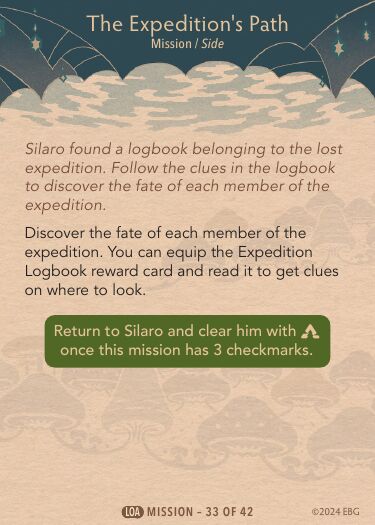 The Expedition's Path
Mission / Side
Silaro found a logbook belonging to the lost
expedition. Follow the clues in the logbook
to discover the fate of each member of the
expedition.
Discover the fate of each member of the
expedition. You can equip the Expedition
Logbook reward card and read it to get clues
on where to look.
Return to Silaro and clear him with
once this mission has 3 checkmarks.
LOA MISSION – 33 OF 42
©2024 EBG